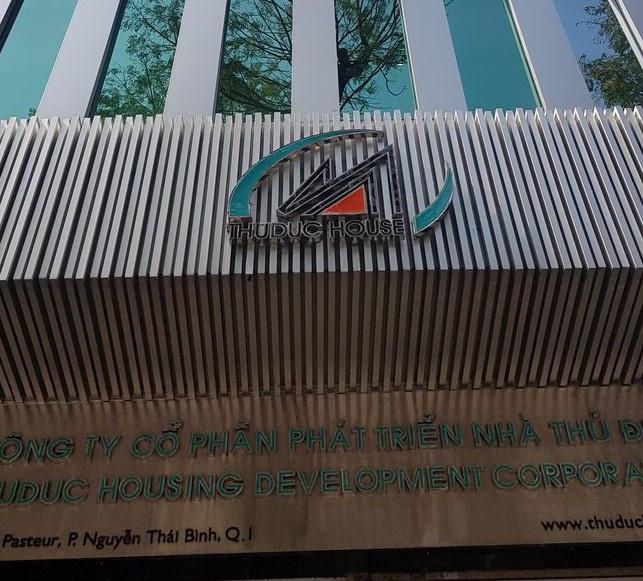 THUDUC HOUSE
ÔNG TY CỔ PHẦN PHÁT TRIỂN NHÀ THỦ Đ
UDUC HOUSING DEVELOPMENT CORPORA
Pasteur, P. Nguyễn Thái Bình, Q.1
www.thuduc